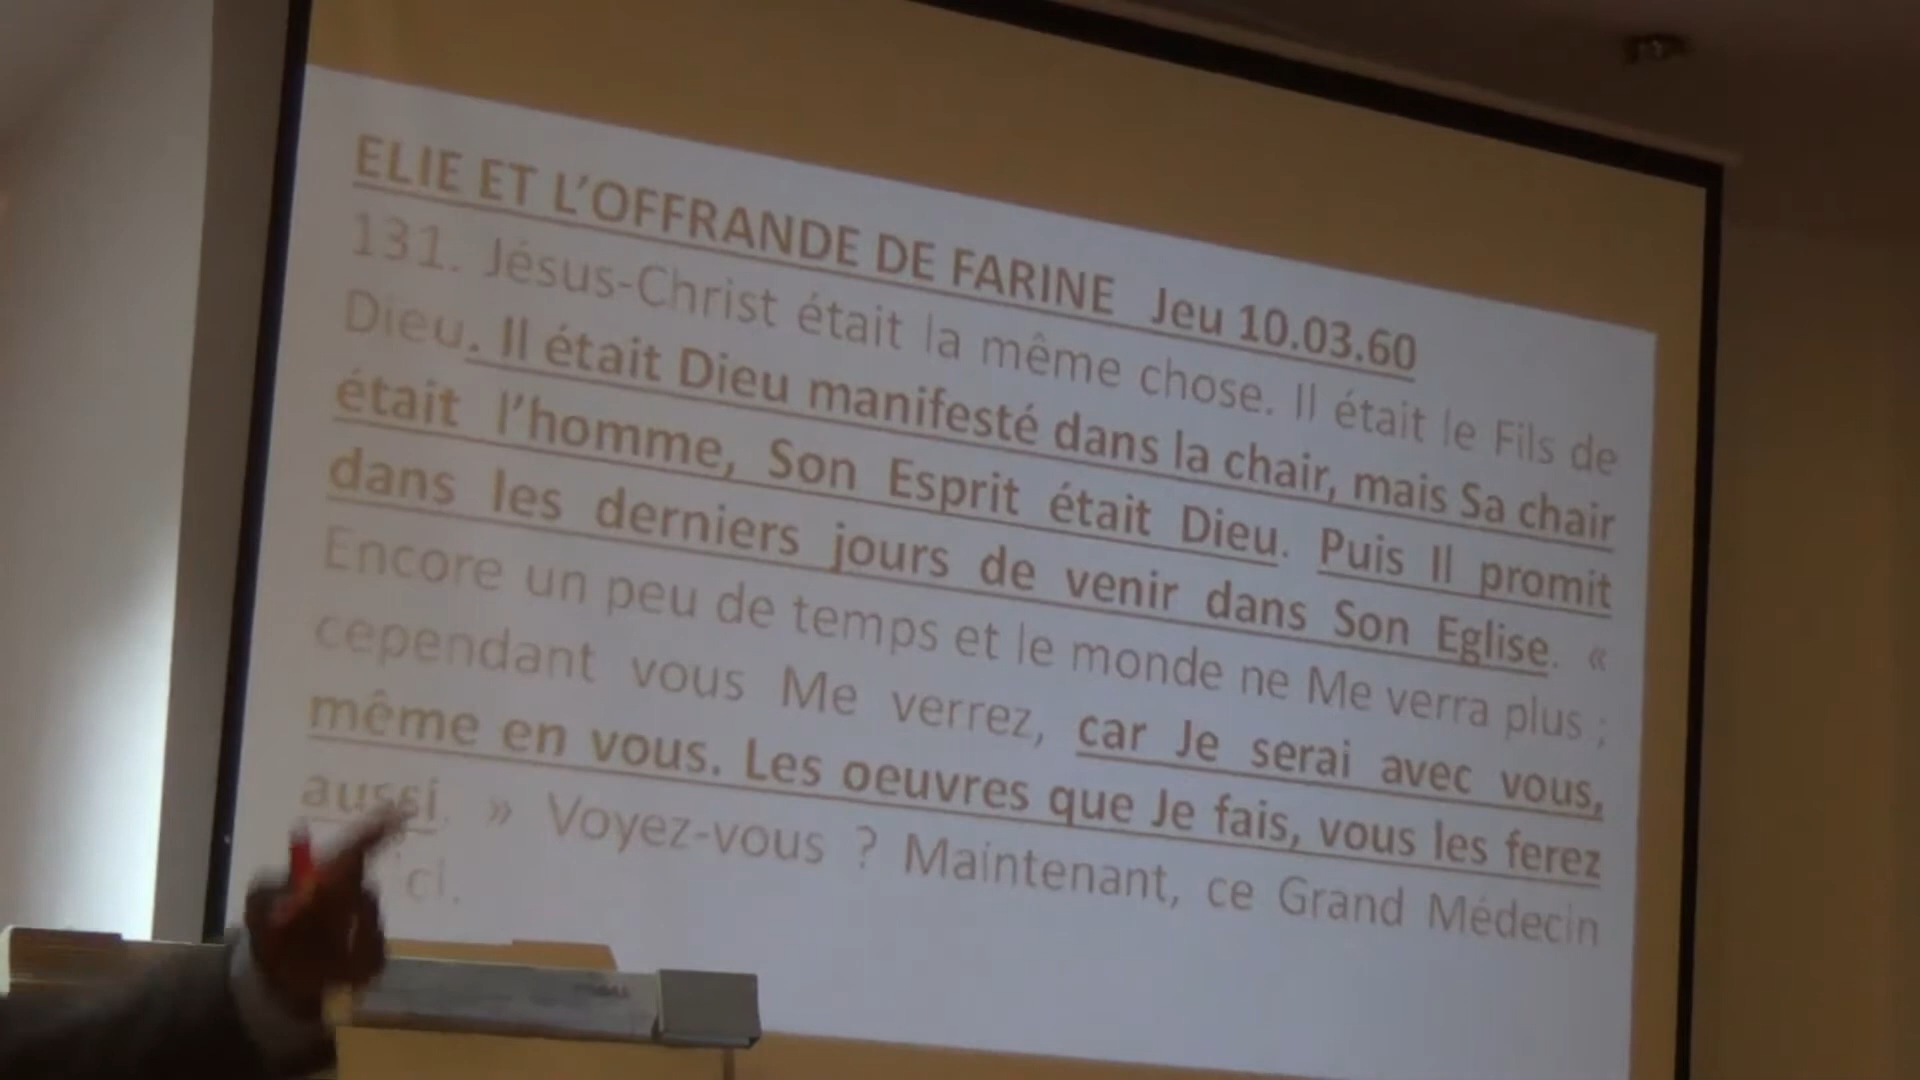 ELIE ET L'OFFRANDE DE FARINE Jeu 10.03.60
131. Jésus-Christ était la même chose. Il était le Fils de
Dieu. Il était Dieu manifesté dans la chair, mais Sa chair
était l'homme, Son Esprit était Dieu. Puis Il promit
dans les derniers jours de venir dans Son Eglise. «
Encore un peu de temps et le monde ne Me verra plus ;
cependant vous Me verrez, car Je serai avec vous,
même en vous. Les oeuvres que Je fais, vous les ferez
aussi. » Voyez-vous ? Maintenant, ce Grand Médecin
ici.